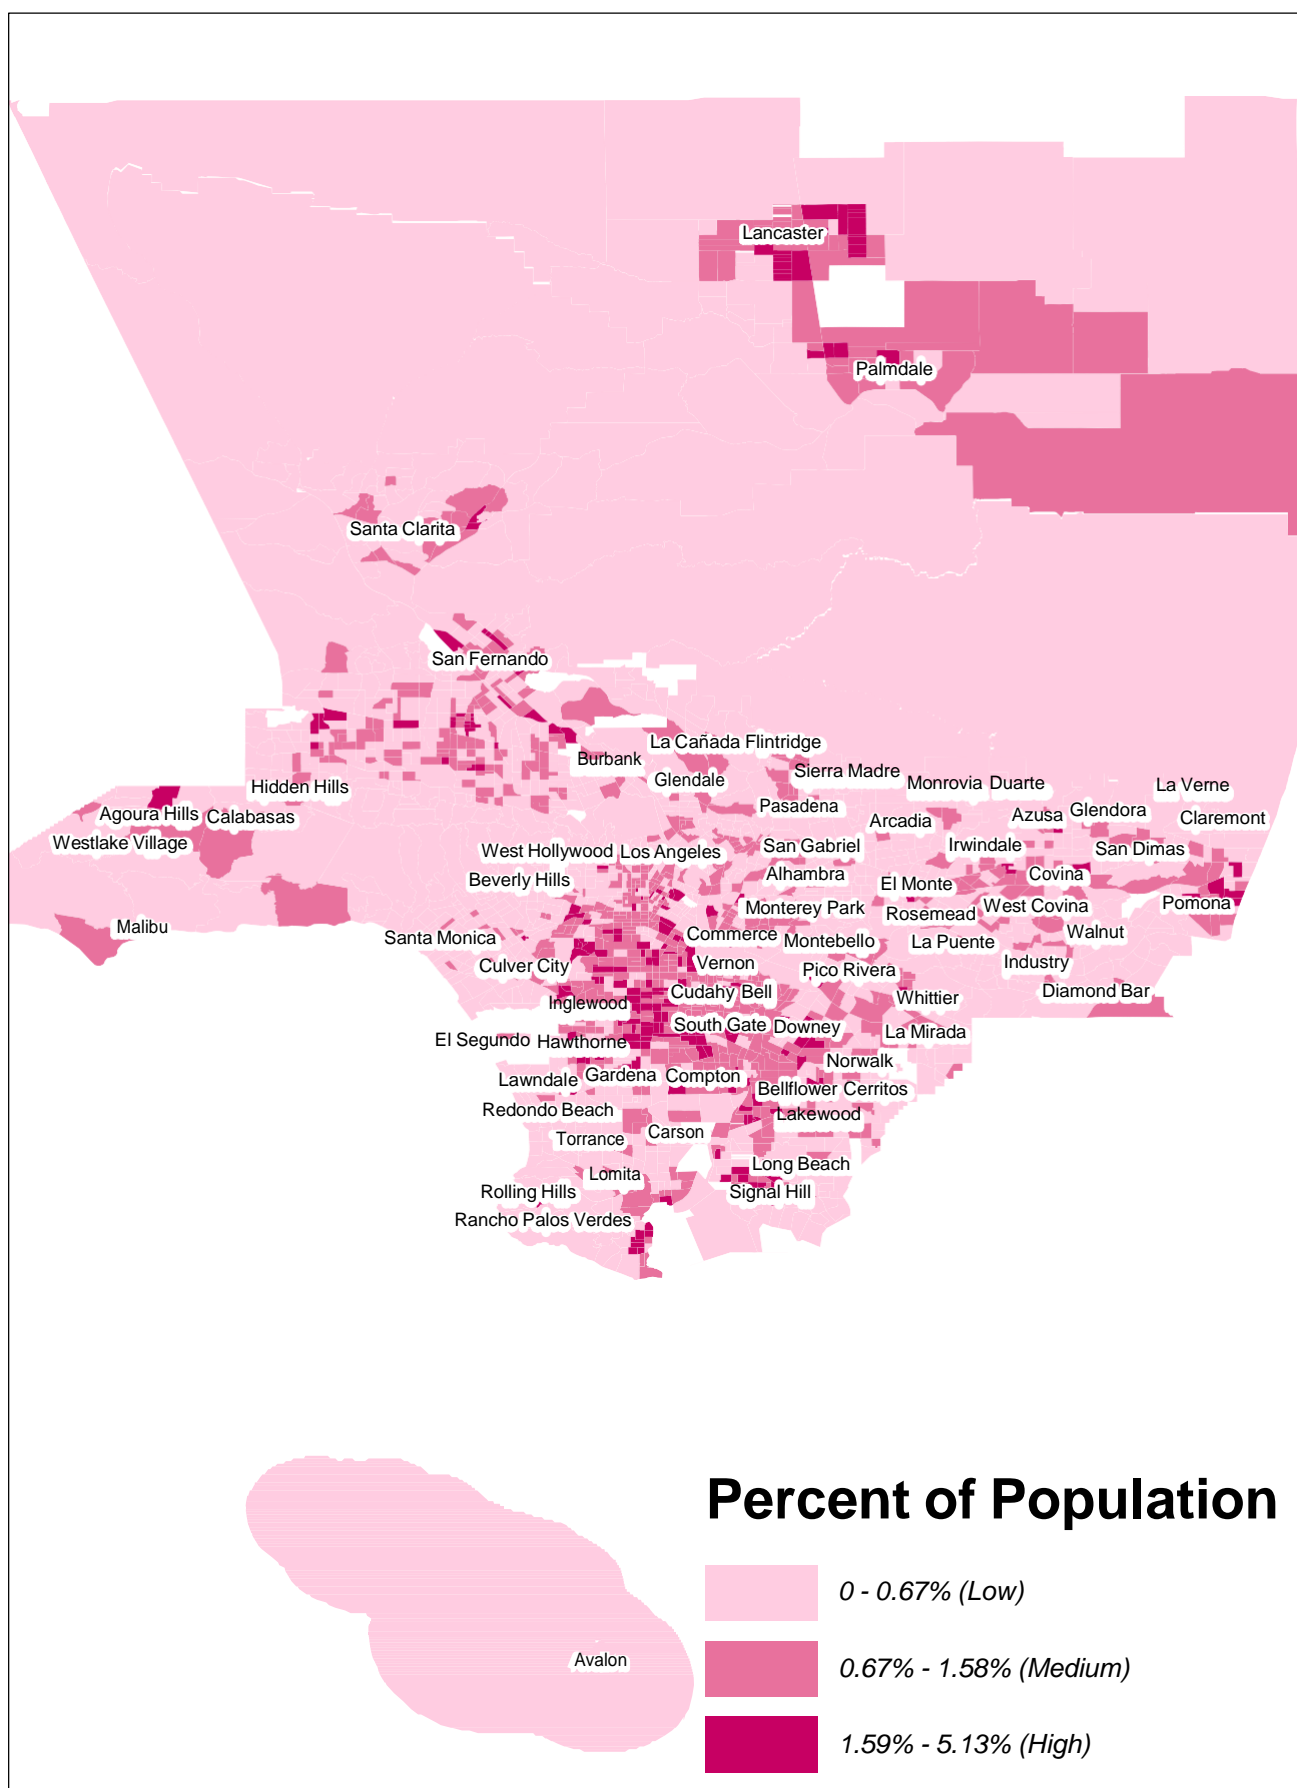 Lancaster
Palmdale
Santa Clarita
San Fernando
La Cañada Flintridge
Burbank
Sierra Madre
Glendale
Monrovia Duarte
La Verne
Hidden Hills
Pasadena
Agoura Hills Calabasas
Arcadia
Azusa Glendora
Claremont
Westlake Village
West Hollywood Los Angeles
San Gabriel
Irwindale
San Dimas
Beverly Hills
Alhambra
El Monte
Covina
Monterey Park
Rosemead
West Covina
Pomona
Malibu
Santa Monica
Commerce
Montebello
La Puente
Walnut
Culver City
Vernon
Pico Rivera
Industry
Inglewood
Cudahy Bell
Whittier
Diamond Bar
El Segundo Hawthorne
South Gate Downey
La Mirada
Norwalk
Lawndale
Gardena
Compton
Bellflower Cerritos
Redondo Beach
Lakewood
Torrance
Carson
Long Beach
Lomita
Rolling Hills
Signal Hill
Rancho Palos Verdes
Percent of Population
0 - 0.67% (Low)
Avalon
0.67% - 1.58% (Medium)
1.59% - 5.13% (High)